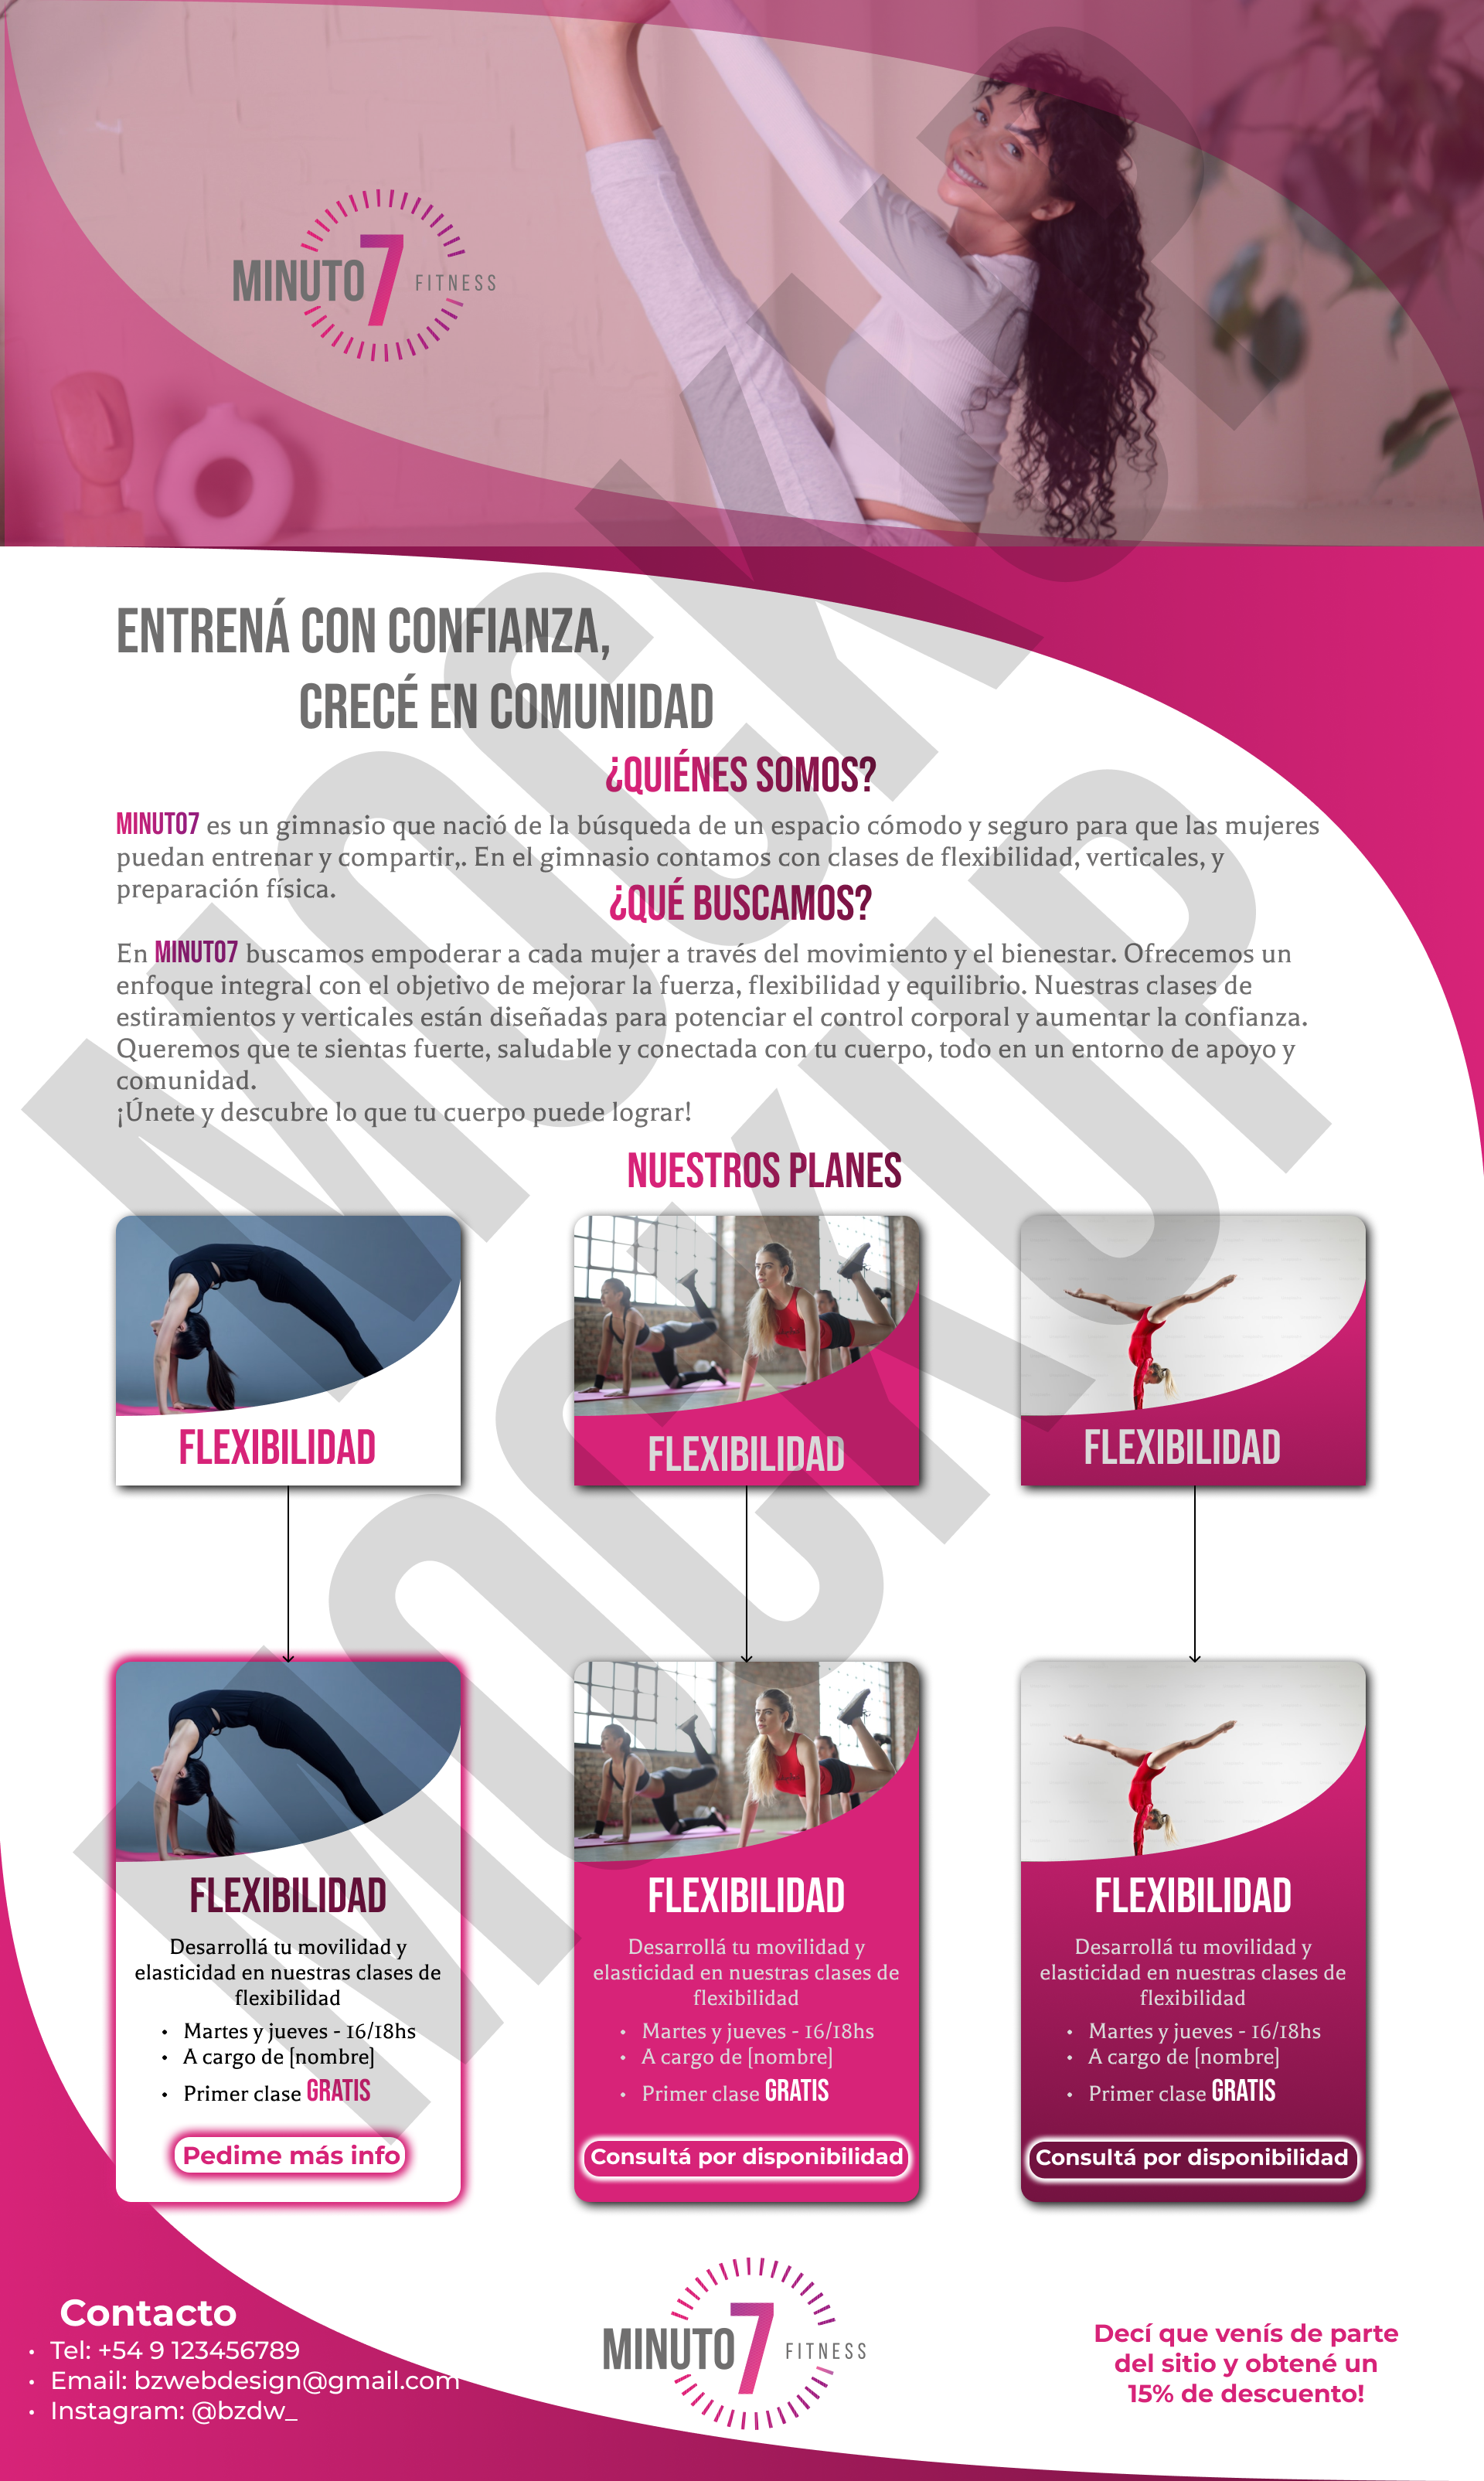 MINUTO 7 FITNESS
ENTRENÁ CON CONFIANZA,
CRECÉ EN COMUNIDAD
¿QUIÉNES SOMOS?
MINUTO7 es un gimnasio que nació de la búsqueda de un espacio cómodo y seguro para que las mujeres
puedan entrenar y compartir,. En el gimnasio contamos con clases de flexibilidad, verticales, y
preparación física.
¿QUÉ BUSCAMOS?
En MINUTO7 buscamos empoderar a cada mujer a través del movimiento y el bienestar. Ofrecemos un
enfoque integral con el objetivo de mejorar la fuerza, flexibilidad y equilibrio. Nuestras clases de
estiramientos y verticales están diseñadas para potenciar el control corporal y aumentar la confianza.
Queremos que te sientas fuerte, saludable y conectada con tu cuerpo, todo en un entorno de apoyo y
comunidad.
¡Únete y descubre lo que tu cuerpo puede lograr!
NUESTROS PLANES
FLEXIBILIDAD
FLEXIBILIDAD
FLEXIBILIDAD
FLEXIBILIDAD
Desarrollá tu movilidad y
elasticidad en nuestras clases de
flexibilidad
• Martes y jueves - 16/18hs
• A cargo de [nombre]
• Primer clase GRATIS
Pedime más info
FLEXIBILIDAD
Desarrollá tu movilidad y
elasticidad en nuestras clases de
flexibilidad
• Martes y jueves - 16/18hs
• A cargo de [nombre]
• Primer clase GRATIS
Consultá por disponibilidad
FLEXIBILIDAD
Desarrollá tu movilidad y
elasticidad en nuestras clases de
flexibilidad
• Martes y jueves - 16/18hs
• A cargo de [nombre]
• Primer clase GRATIS
Consultá por disponibilidad
Contacto
• Tel: +54 9 123456789
• Email: bzwebdesign@gmail.com
• Instagram: @bzdw_
MINUTO 7 FITNESS
Decí que venís de parte
del sitio y obtené un
15% de descuento!
MOCKUP
MOCKUP